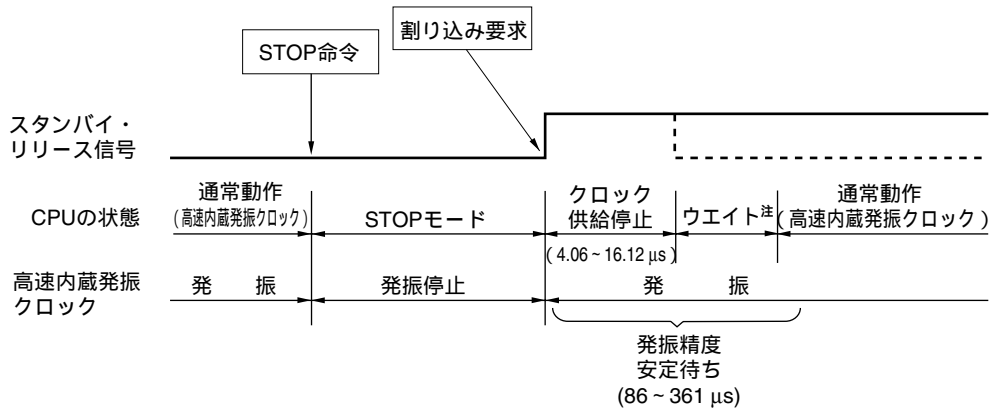 割り込み要求
STOP命令
スタンバイ・
リリース信号
通常動作
(高速内蔵発振クロック)
CPUの状態
STOPモード
クロック
供給停止
(4.06~16.12 μs)
ウエイト注
通常動作
(高速内蔵発振クロック)
高速内蔵発振
クロック
発 振
発振停止
発 振
発振精度
安定待ち
(86~361 μs)